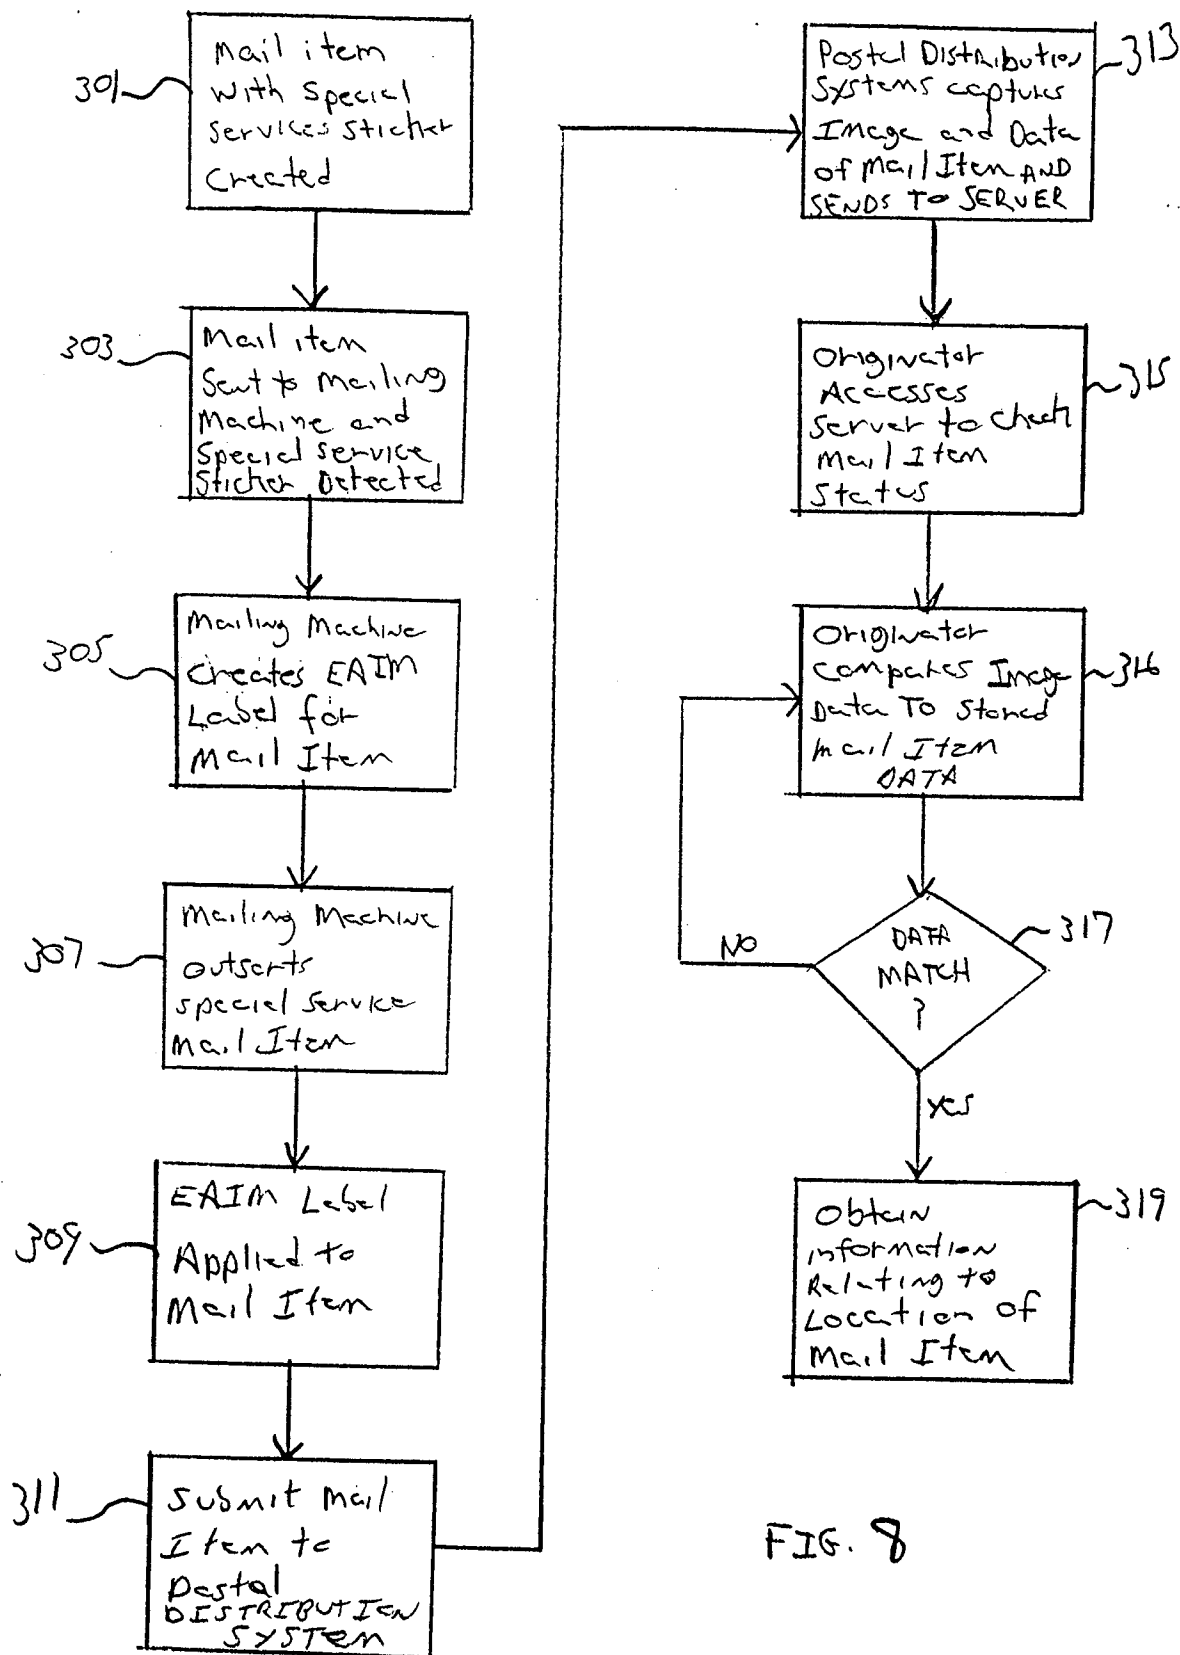 301
Mail item
with special
services sticker
created
303
Mail item
Sent to Mailing
Machine and
Special Service
Sticker Detected
305
Mailing Machine
creates EAIM
Label for
Mail Item
307
Mailing Machine
outsorts
special service
Mail Item
309
EAIM Label
Applied to
Mail Item
311
Submit Mail
Item to
Postal
DISTRIBUTION
SYSTEM
313
Postal Distribution
Systems captures
Image and Data
of Mail Item AND
SENDS TO SERVER
315
Originator
Accesses
Server to check
Mail Item
Status
316
Originator
compares Image
Data To Stored
Mail Item
DATA
317
DATA
MATCH
?
NO
Yes
319
Obtain
information
Relating to
Location of
Mail Item
FIG. 8